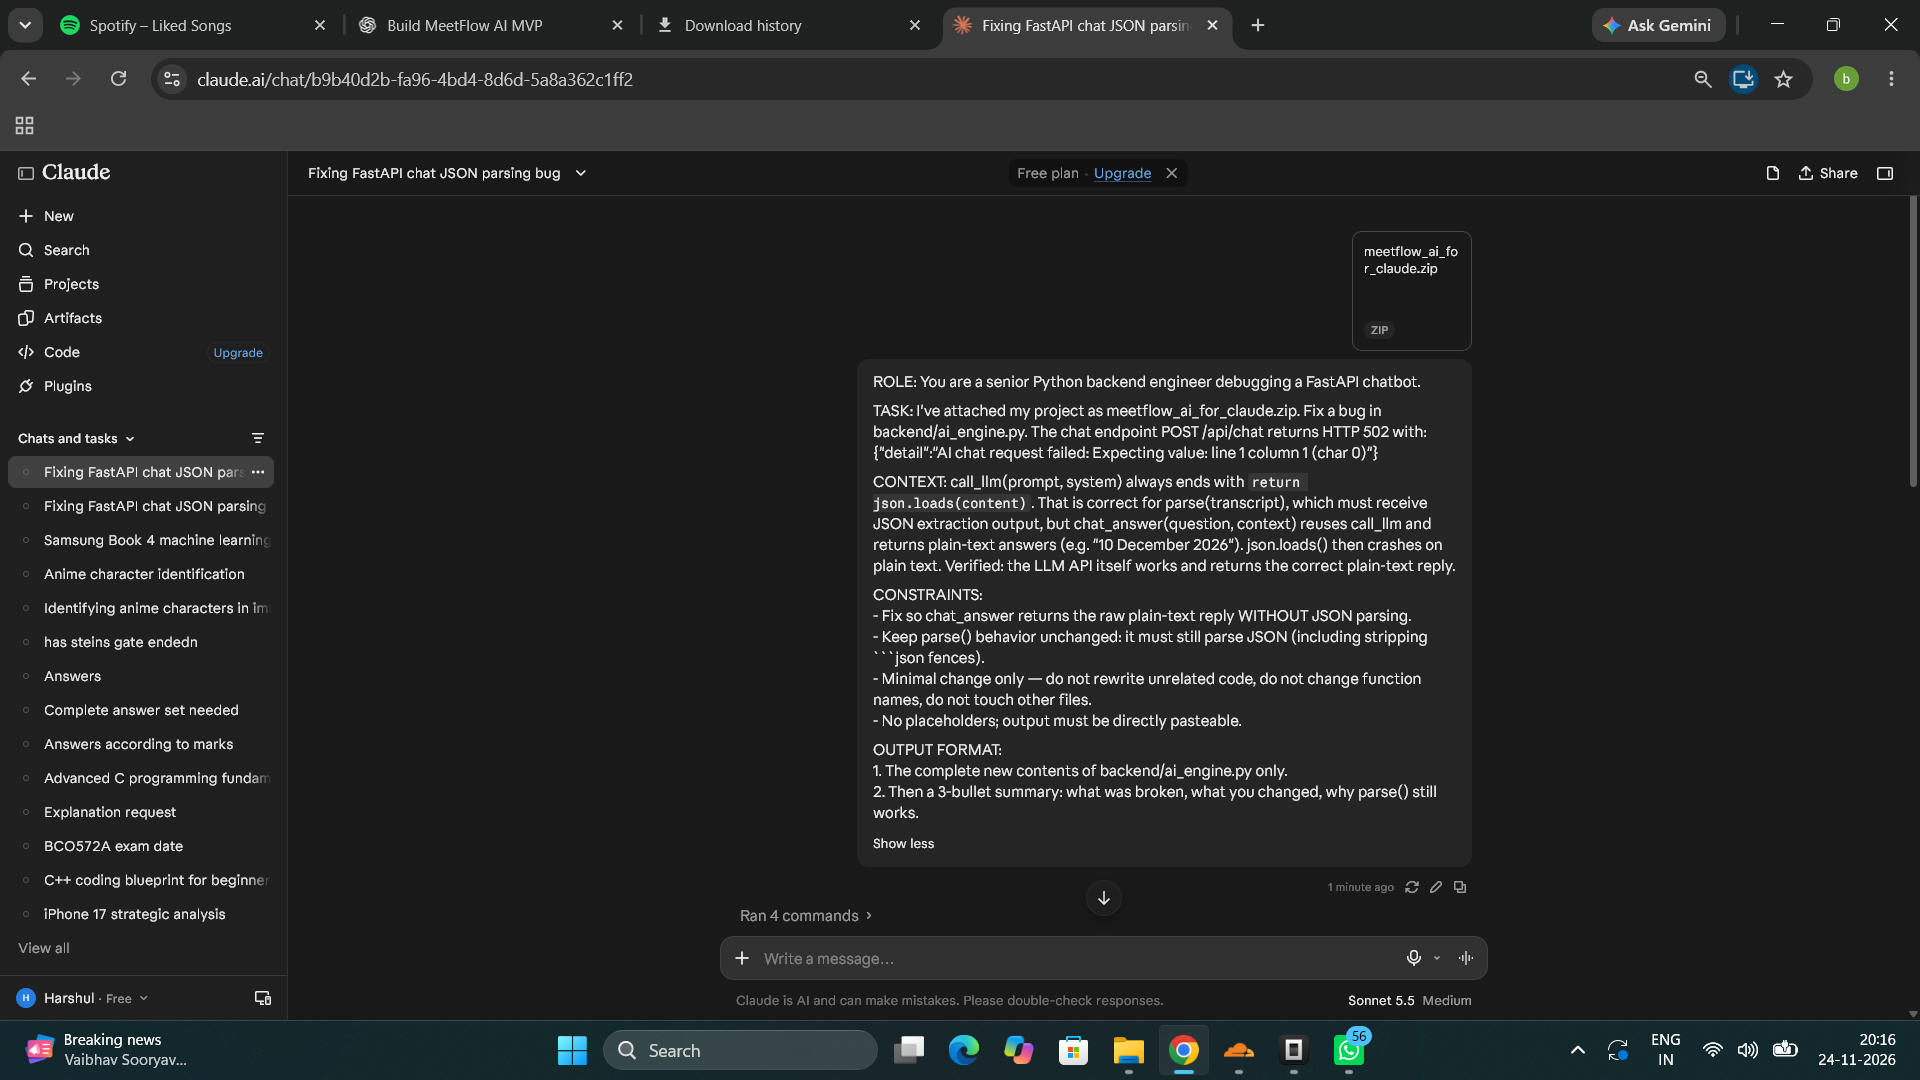 Spotify – Liked Songs
Build MeetFlow AI MVP
Download history
Fixing FastAPI chat JSON parsin
Ask Gemini
claude.ai/chat/b9b40d2b-fa96-4bd4-8d6d-5a8a362c1ff2
b
Claude
New
Search
Projects
Artifacts
Code
Upgrade
Plugins
Chats and tasks
Fixing FastAPI chat JSON pars
Fixing FastAPI chat JSON parsing
Samsung Book 4 machine learning
Anime character identification
Identifying anime characters in ima
has steins gate endedn
Answers
Complete answer set needed
Answers according to marks
Advanced C programming fundam
Explanation request
BCO572A exam date
C++ coding blueprint for beginner
iPhone 17 strategic analysis
View all
H
Harshul · Free
Fixing FastAPI chat JSON parsing bug
Free plan · Upgrade
Share
meetflow_ai_fo
r_claude.zip
ZIP
ROLE: You are a senior Python backend engineer debugging a FastAPI chatbot.
TASK: I've attached my project as meetflow_ai_for_claude.zip. Fix a bug in
backend/ai_engine.py. The chat endpoint POST /api/chat returns HTTP 502 with:
{"detail":"AI chat request failed: Expecting value: line 1 column 1 (char 0)"}
CONTEXT: call_llm(prompt, system) always ends with return
json.loads(content). That is correct for parse(transcript), which must receive
JSON extraction output, but chat_answer(question, context) reuses call_llm and
returns plain-text answers (e.g. "10 December 2026"). json.loads() then crashes on
plain text. Verified: the LLM API itself works and returns the correct plain-text reply.
CONSTRAINTS:
- Fix so chat_answer returns the raw plain-text reply WITHOUT JSON parsing.
- Keep parse() behavior unchanged: it must still parse JSON (including stripping
```json fences).
- Minimal change only — do not rewrite unrelated code, do not change function
names, do not touch other files.
- No placeholders; output must be directly pasteable.
OUTPUT FORMAT:
1. The complete new contents of backend/ai_engine.py only.
2. Then a 3-bullet summary: what was broken, what you changed, why parse() still
works.
Show less
1 minute ago
Ran 4 commands
Write a message...
Claude is AI and can make mistakes. Please double-check responses.
Sonnet 5.5 Medium
Breaking news
Vaibhav Sooryav...
Search
56
ENG
IN
20:16
24-11-2026